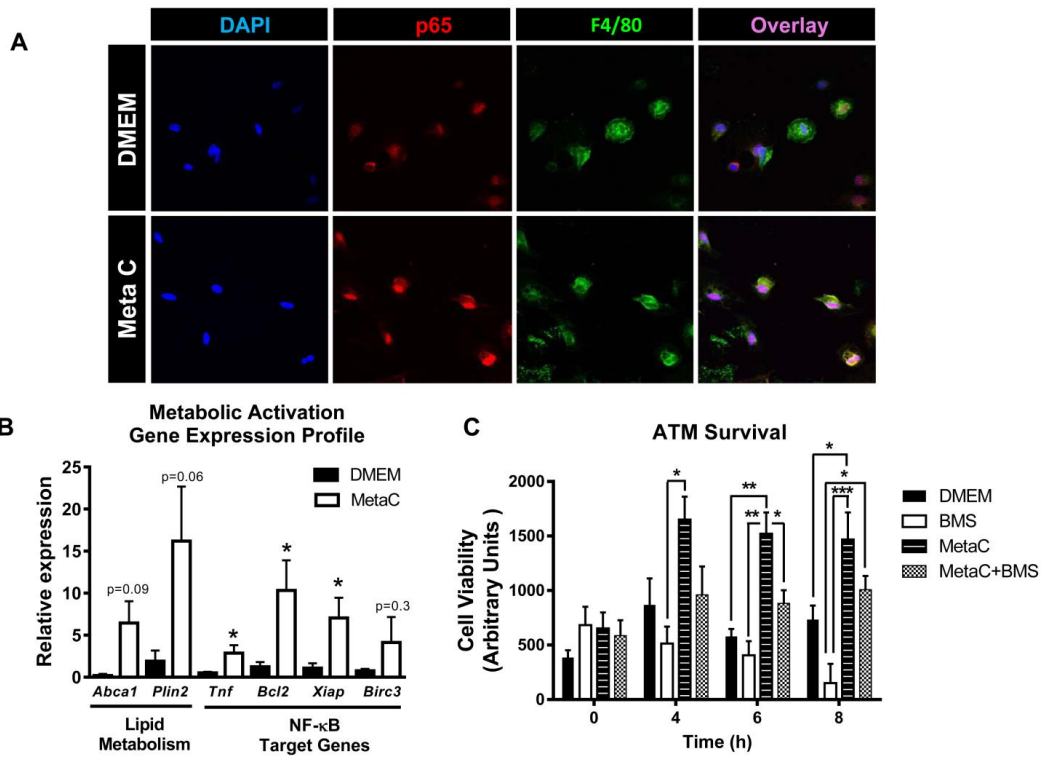 A
DAPI p65 F4/80 Overlay
DMEM
Meta C
B
Metabolic Activation
Gene Expression Profile
DMEM
MetaC
Relative expression
25
20
15
10
5
0
p=0.09
p=0.06
*
*
*
p=0.3
Abca1 Plin2 Tnf Bcl2 Xiap Birc3
Lipid
Metabolism
NF-κB
Target Genes
C
ATM Survival
Cell Viability
(Arbitrary Units )
2000
1500
1000
500
0
*
**
** *
*
*
***
DMEM
BMS
MetaC
MetaC+BMS
0 4 6 8
Time (h)